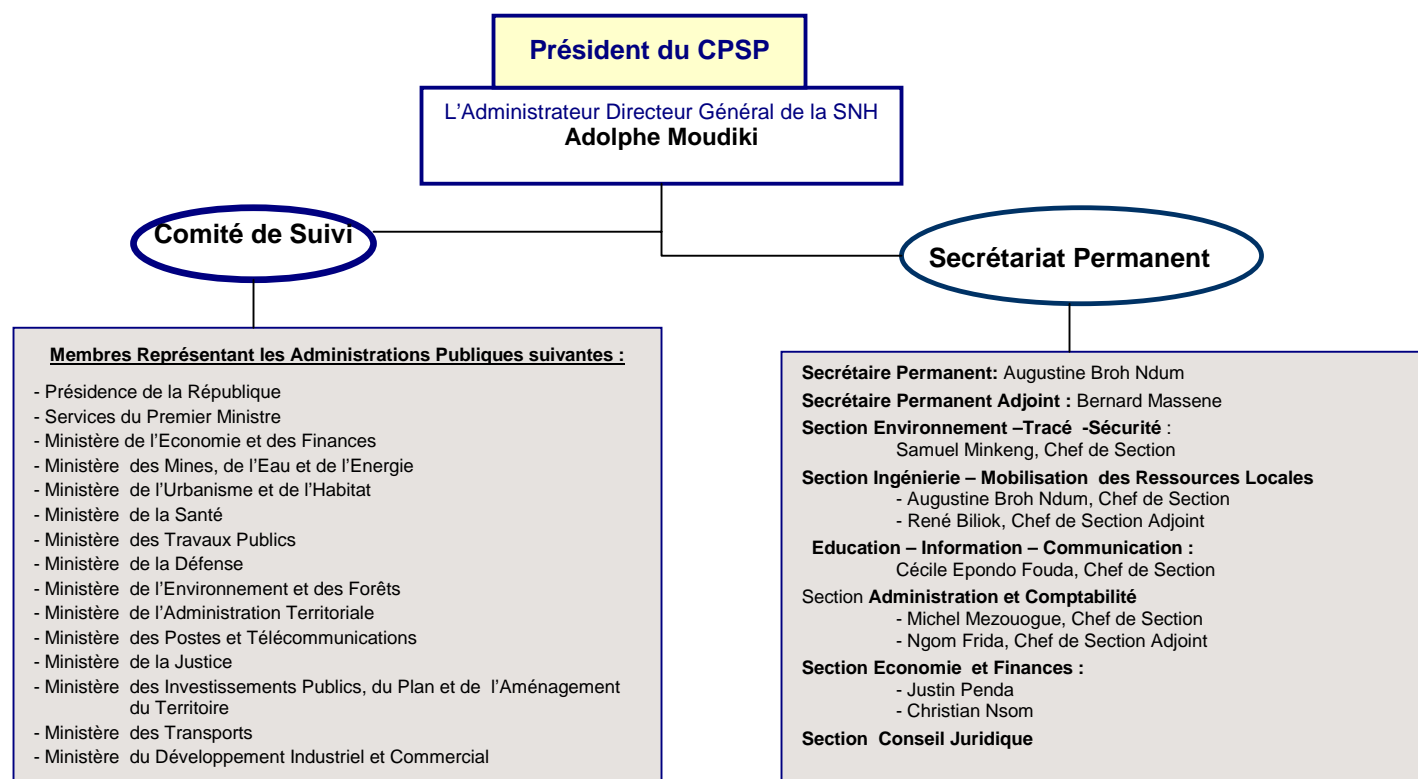 Président du CPSP
L'Administrateur Directeur Général de la SNH
Adolphe Moudiki
Comité de Suivi
Secrétariat Permanent
Membres Représentant les Administrations Publiques suivantes :
- Présidence de la République
- Services du Premier Ministre
- Ministère de l'Economie et des Finances
- Ministère des Mines, de l'Eau et de l'Energie
- Ministère de l'Urbanisme et de l'Habitat
- Ministère de la Santé
- Ministère des Travaux Publics
- Ministère de la Défense
- Ministère de l'Environnement et des Forêts
- Ministère de l'Administration Territoriale
- Ministère des Postes et Télécommunications
- Ministère de la Justice
- Ministère des Investissements Publics, du Plan et de l'Aménagement
du Territoire
- Ministère des Transports
- Ministère du Développement Industriel et Commercial
Secrétaire Permanent: Augustine Broh Ndum
Secrétaire Permanent Adjoint : Bernard Massene
Section Environnement –Tracé -Sécurité :
Samuel Minkeng, Chef de Section
Section Ingénierie – Mobilisation des Ressources Locales
- Augustine Broh Ndum, Chef de Section
- René Biliok, Chef de Section Adjoint
Education – Information – Communication :
Cécile Epondo Fouda, Chef de Section
Section Administration et Comptabilité
- Michel Mezouogue, Chef de Section
- Ngom Frida, Chef de Section Adjoint
Section Economie et Finances :
- Justin Penda
- Christian Nsom
Section Conseil Juridique